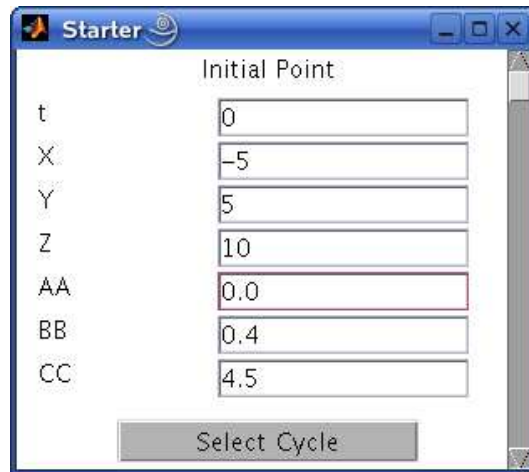 Starter
Initial Point
t 0
X -5
Y 5
Z 10
AA 0.0
BB 0.4
CC 4.5
Select Cycle